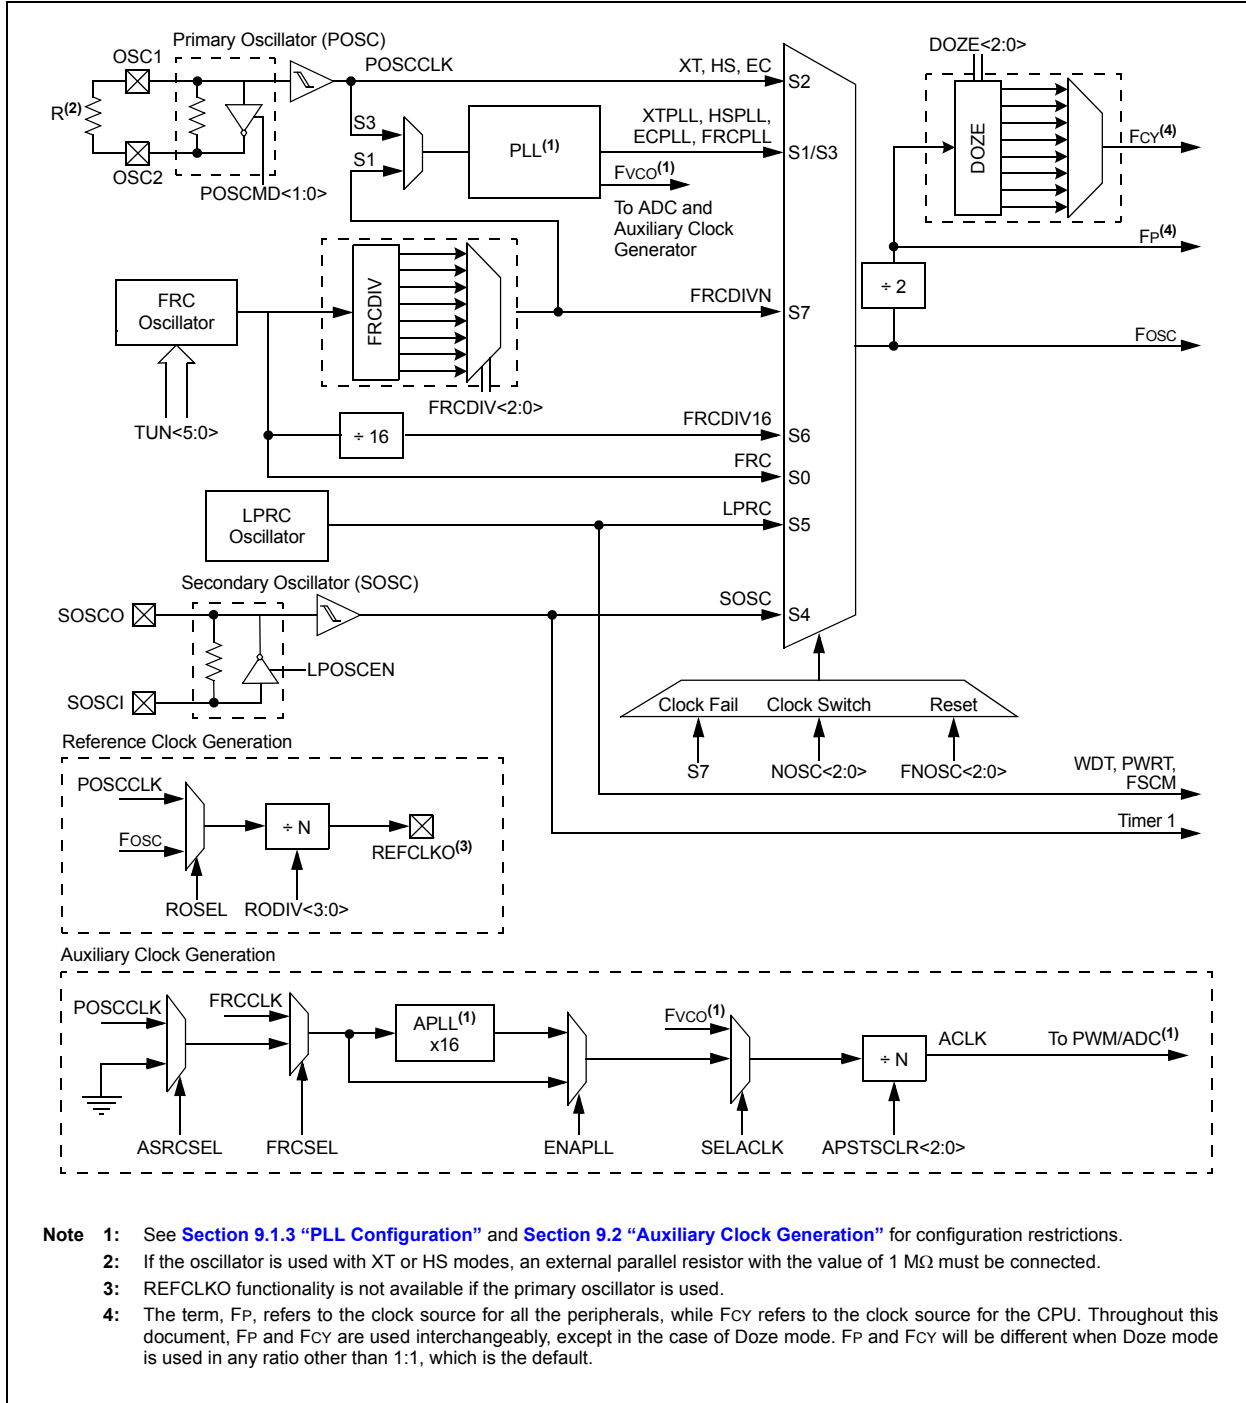 Primary Oscillator (POSC)
DOZE<2:0>
OSC1
POSCCLK
XT, HS, EC
S2
R(2)
S3
XTPLL, HSPLL,
ECPLL, FRCPLL
PLL(1)
S1/S3
DOZE
FCY(4)
OSC2
S1
FVCO(1)
POSCMD<1:0>
To ADC and
Auxiliary Clock
Generator
FP(4)
÷ 2
FRC
Oscillator
FRCDIV
FRCDIVN
S7
FOSC
FRCDIV<2:0>
TUN<5:0>
÷ 16
FRCDIV16
S6
FRC
S0
LPRC
Oscillator
LPRC
S5
Secondary Oscillator (SOSC)
SOSCO
SOSC
S4
LPOSCEN
SOSCI
Clock Fail
Clock Switch
Reset
S7
NOSC<2:0>
FNOSC<2:0>
WDT, PWRT,
FSCM
Timer 1
Reference Clock Generation
POSCCLK
÷ N
FOSC
REFCLKO(3)
ROSEL
RODIV<3:0>
Auxiliary Clock Generation
POSCCLK
FRCCLK
APLL(1)
x16
FVCO(1)
÷ N
ACLK
To PWM/ADC(1)
ASRCSEL
FRCSEL
ENAPLL
SELACLK
APSTSCLR<2:0>
Note 1: See Section 9.1.3 “PLL Configuration” and Section 9.2 “Auxiliary Clock Generation” for configuration restrictions.
2: If the oscillator is used with XT or HS modes, an external parallel resistor with the value of 1 MΩ must be connected.
3: REFCLKO functionality is not available if the primary oscillator is used.
4: The term, FP, refers to the clock source for all the peripherals, while FCY refers to the clock source for the CPU. Throughout this
document, FP and FCY are used interchangeably, except in the case of Doze mode. FP and FCY will be different when Doze mode
is used in any ratio other than 1:1, which is the default.